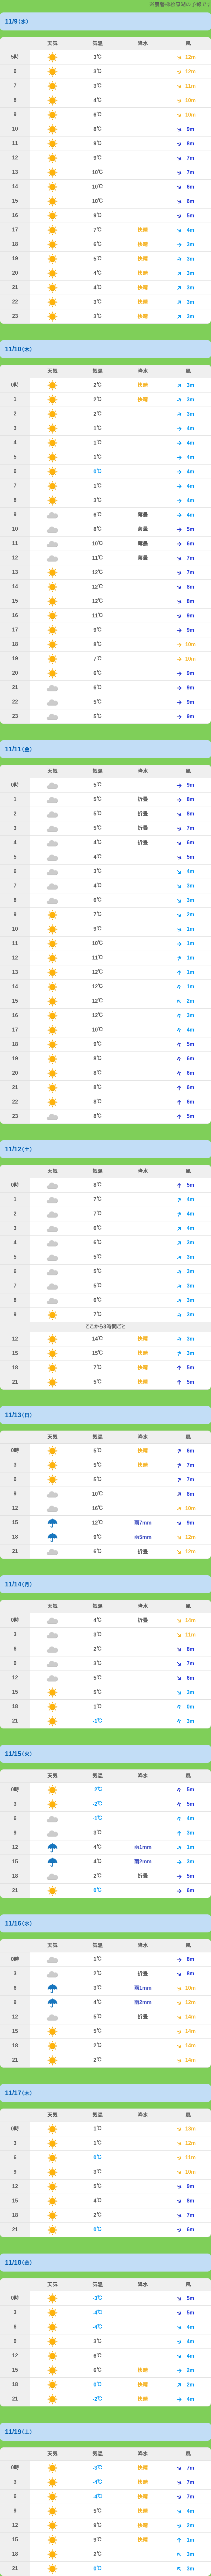 11/9(水)
天気 気温 降水 風
5時 3℃ 12m
6 3℃ 12m
7 3℃ 11m
8 4℃ 10m
9 6℃ 10m
10 8℃ 9m
11 9℃ 8m
12 9℃ 7m
13 10℃ 7m
14 10℃ 6m
15 10℃ 6m
16 9℃ 5m
17 7℃ 快晴 4m
18 6℃ 快晴 3m
19 5℃ 快晴 3m
20 4℃ 快晴 3m
21 4℃ 快晴 3m
22 3℃ 快晴 3m
23 3℃ 快晴 3m
11/10(木)
天気 気温 降水 風
0時 2℃ 快晴 3m
1 2℃ 快晴 3m
2 2℃ 3m
3 1℃ 4m
4 1℃ 4m
5 1℃ 4m
6 0℃ 4m
7 1℃ 4m
8 3℃ 4m
9 6℃ 薄曇 4m
10 8℃ 薄曇 5m
11 10℃ 薄曇 6m
12 11℃ 薄曇 7m
13 12℃ 7m
14 12℃ 8m
15 12℃ 8m
16 11℃ 9m
17 9℃ 9m
18 8℃ 10m
19 7℃ 10m
20 6℃ 9m
21 6℃ 9m
22 5℃ 9m
23 5℃ 9m
11/11(金)
天気 気温 降水 風
0時 5℃ 9m
1 5℃ 折畳 8m
2 5℃ 折畳 8m
3 5℃ 折畳 7m
4 4℃ 折畳 6m
5 4℃ 5m
6 3℃ 4m
7 4℃ 3m
8 6℃ 3m
9 7℃ 2m
10 9℃ 1m
11 10℃ 1m
12 11℃ 1m
13 12℃ 1m
14 12℃ 1m
15 12℃ 2m
16 12℃ 3m
17 10℃ 4m
18 9℃ 5m
19 8℃ 6m
20 8℃ 6m
21 8℃ 6m
22 8℃ 6m
23 8℃ 5m
11/12(土)
天気 気温 降水 風
0時 8℃ 5m
1 7℃ 4m
2 7℃ 4m
3 6℃ 4m
4 6℃ 3m
5 5℃ 3m
6 5℃ 3m
7 5℃ 3m
8 6℃ 3m
9 7℃ 3m
ここから3時間ごと
12 14℃ 快晴 3m
15 15℃ 快晴 3m
18 7℃ 快晴 5m
21 5℃ 快晴 5m
11/13(日)
天気 気温 降水 風
0時 5℃ 快晴 6m
3 5℃ 快晴 7m
6 5℃ 7m
9 10℃ 8m
12 16℃ 10m
15 12℃ 雨7mm 9m
18 9℃ 雨5mm 12m
21 6℃ 折畳 12m
11/14(月)
天気 気温 降水 風
0時 4℃ 折畳 14m
3 3℃ 11m
6 2℃ 8m
9 3℃ 7m
12 5℃ 6m
15 5℃ 3m
18 1℃ 0m
21 -1℃ 3m
11/15(火)
天気 気温 降水 風
0時 -2℃ 5m
3 -2℃ 5m
6 -1℃ 4m
9 3℃ 3m
12 4℃ 雨1mm 1m
15 4℃ 雨2mm 3m
18 2℃ 折畳 5m
21 0℃ 6m
11/16(水)
天気 気温 降水 風
0時 1℃ 8m
3 2℃ 折畳 8m
6 3℃ 雨1mm 10m
9 4℃ 雨2mm 12m
12 5℃ 折畳 14m
15 5℃ 14m
18 2℃ 14m
21 2℃ 14m
11/17(木)
天気 気温 降水 風
0時 1℃ 12m
3 1℃ 12m
6 0℃ 11m
9 3℃ 10m
12 5℃ 9m
15 4℃ 8m
18 2℃ 7m
21 0℃ 6m
11/18(金)
天気 気温 降水 風
0時 -3℃ 5m
3 -4℃ 5m
6 -4℃ 4m
9 3℃ 4m
12 6℃ 4m
15 6℃ 快晴 2m
18 0℃ 快晴 2m
21 -2℃ 快晴 4m
11/19(土)
天気 気温 降水 風
0時 -3℃ 快晴 7m
3 -4℃ 快晴 7m
6 -4℃ 快晴 7m
9 5℃ 快晴 4m
12 9℃ 快晴 2m
15 9℃ 快晴 1m
18 2℃ 3m
21 0℃ 3m